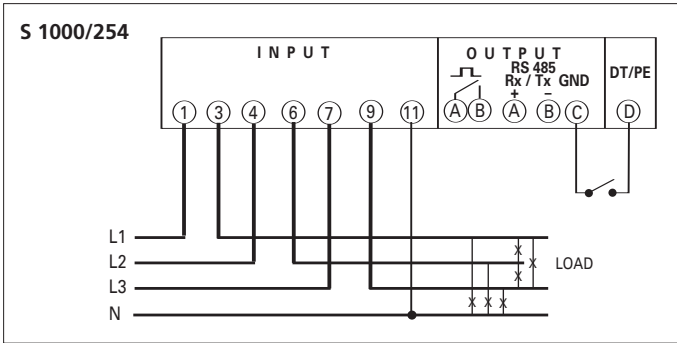 S 1000/254
INPUT
OUTPUT
RS 485
Rx / Tx GND
+ −
DT/PE
1 3 4 6 7 9 11 A B A B C D
L1
L2
L3
N
LOAD